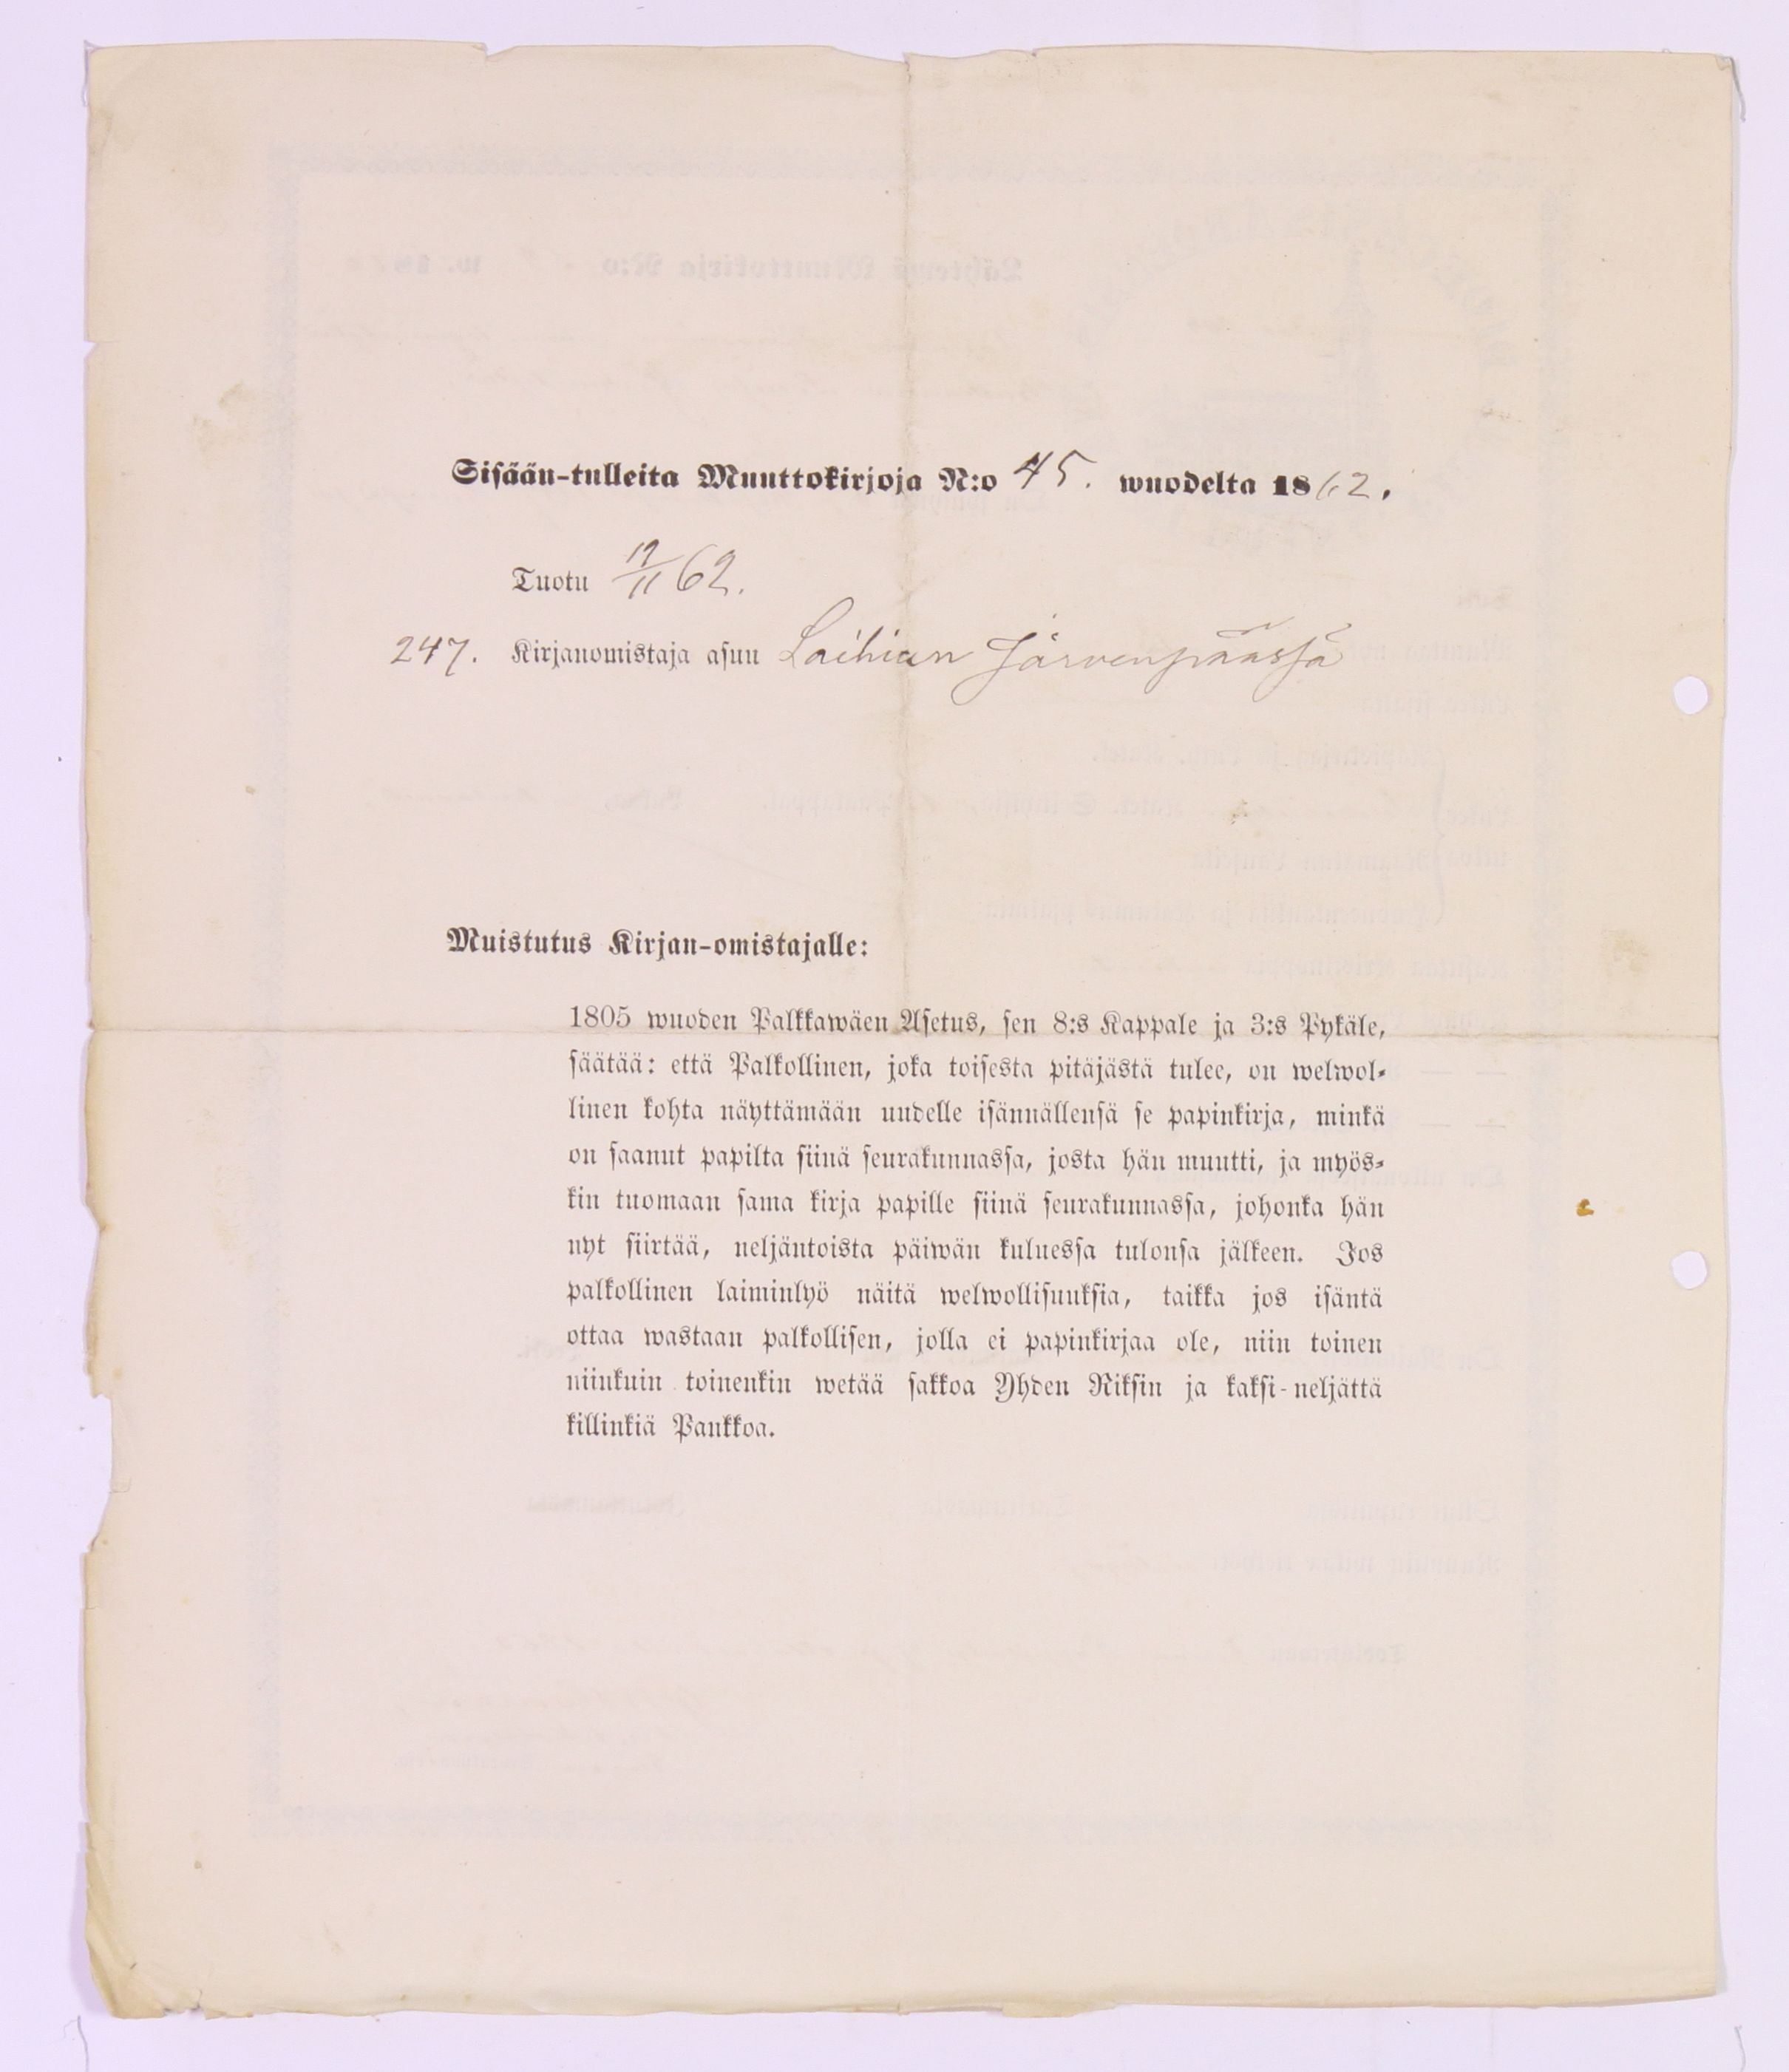 Sisään-tulleita Muuttokirjoja N:o 45. wuodelta 1862.
Tuotu 12/11 62.
247. Kirjanomistaja asuu Laihian Järvenpäässä
Muistutus Kirjan-omistajalle:
1805 wuoden Palkkawäen Asetus, sen 8:s Kappale ja 3:s Pykäle,
säätää: että Palkollinen, joka toisesta pitäjästä tulee, on welwol-
linen kohta näyttämään uudelle isännällensä se papinkirja, minkä
on saanut papilta siinä seurakunnassa, josta hän muutti, ja myös-
kin tuomaan sama kirja papille siinä seurakunnassa, johonka hän
nyt siirtää, neljäntoista päiwän kuluessa tulonsa jälkeen. Jos
palkollinen laiminlyö näitä welwollisuuksia, taikka jos isäntä
ottaa wastaan palkollisen, jolla ei papinkirjaa ole, niin toinen
niinkuin toinenkin wetää sakkoa Yhden Riksin ja kaksi-neljättä
killinkiä Pankkoa.